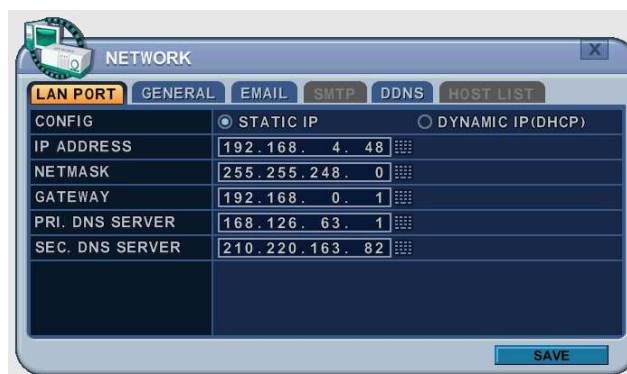 NETWORK
X
LAN PORT GENERAL EMAIL SMTP DDNS HOST LIST
CONFIG STATIC IP DYNAMIC IP(DHCP)
IP ADDRESS 192.168. 4. 48
NETMASK 255.255.248. 0
GATEWAY 192.168. 0. 1
PRI. DNS SERVER 168.126. 63. 1
SEC. DNS SERVER 210.220.163. 82
SAVE